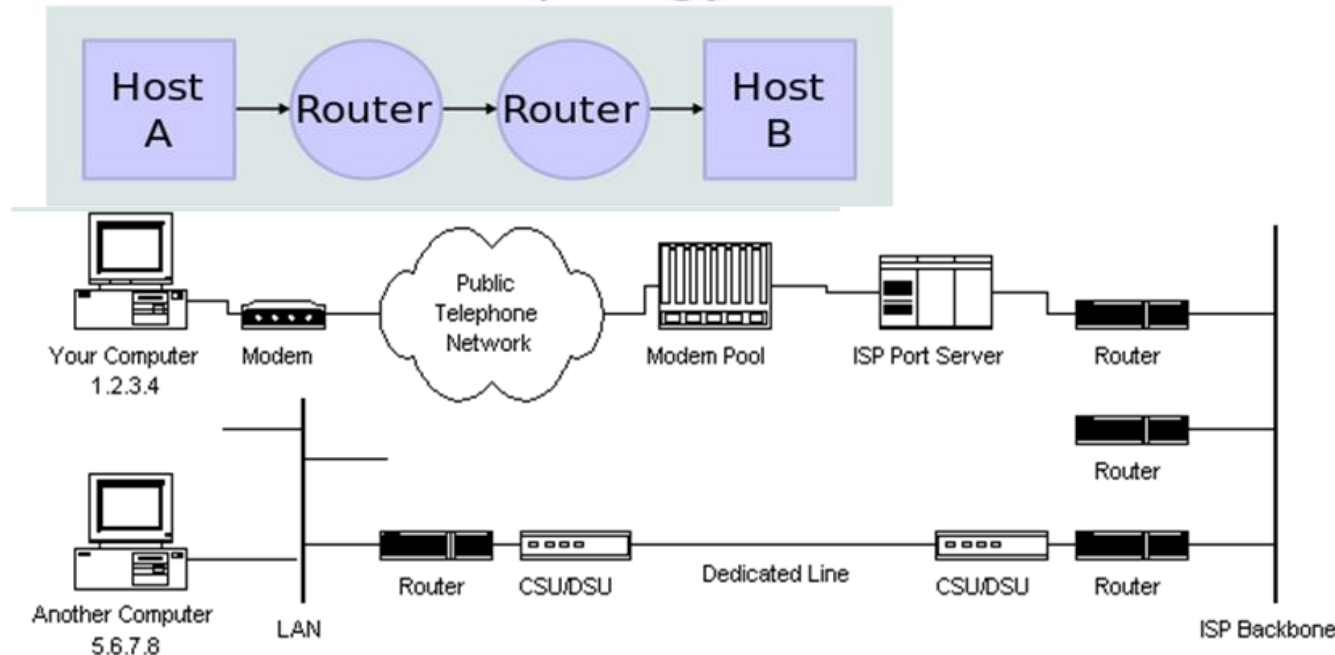 Host
A
Router
Router
Host
B
Public
Telephone
Network
Your Computer
1.2.3.4
Modem
Modem Pool
ISP Port Server
Router
Router
Another Computer
5.6.7.8
LAN
Router
CSU/DSU
Dedicated Line
CSU/DSU
Router
ISP Backbone